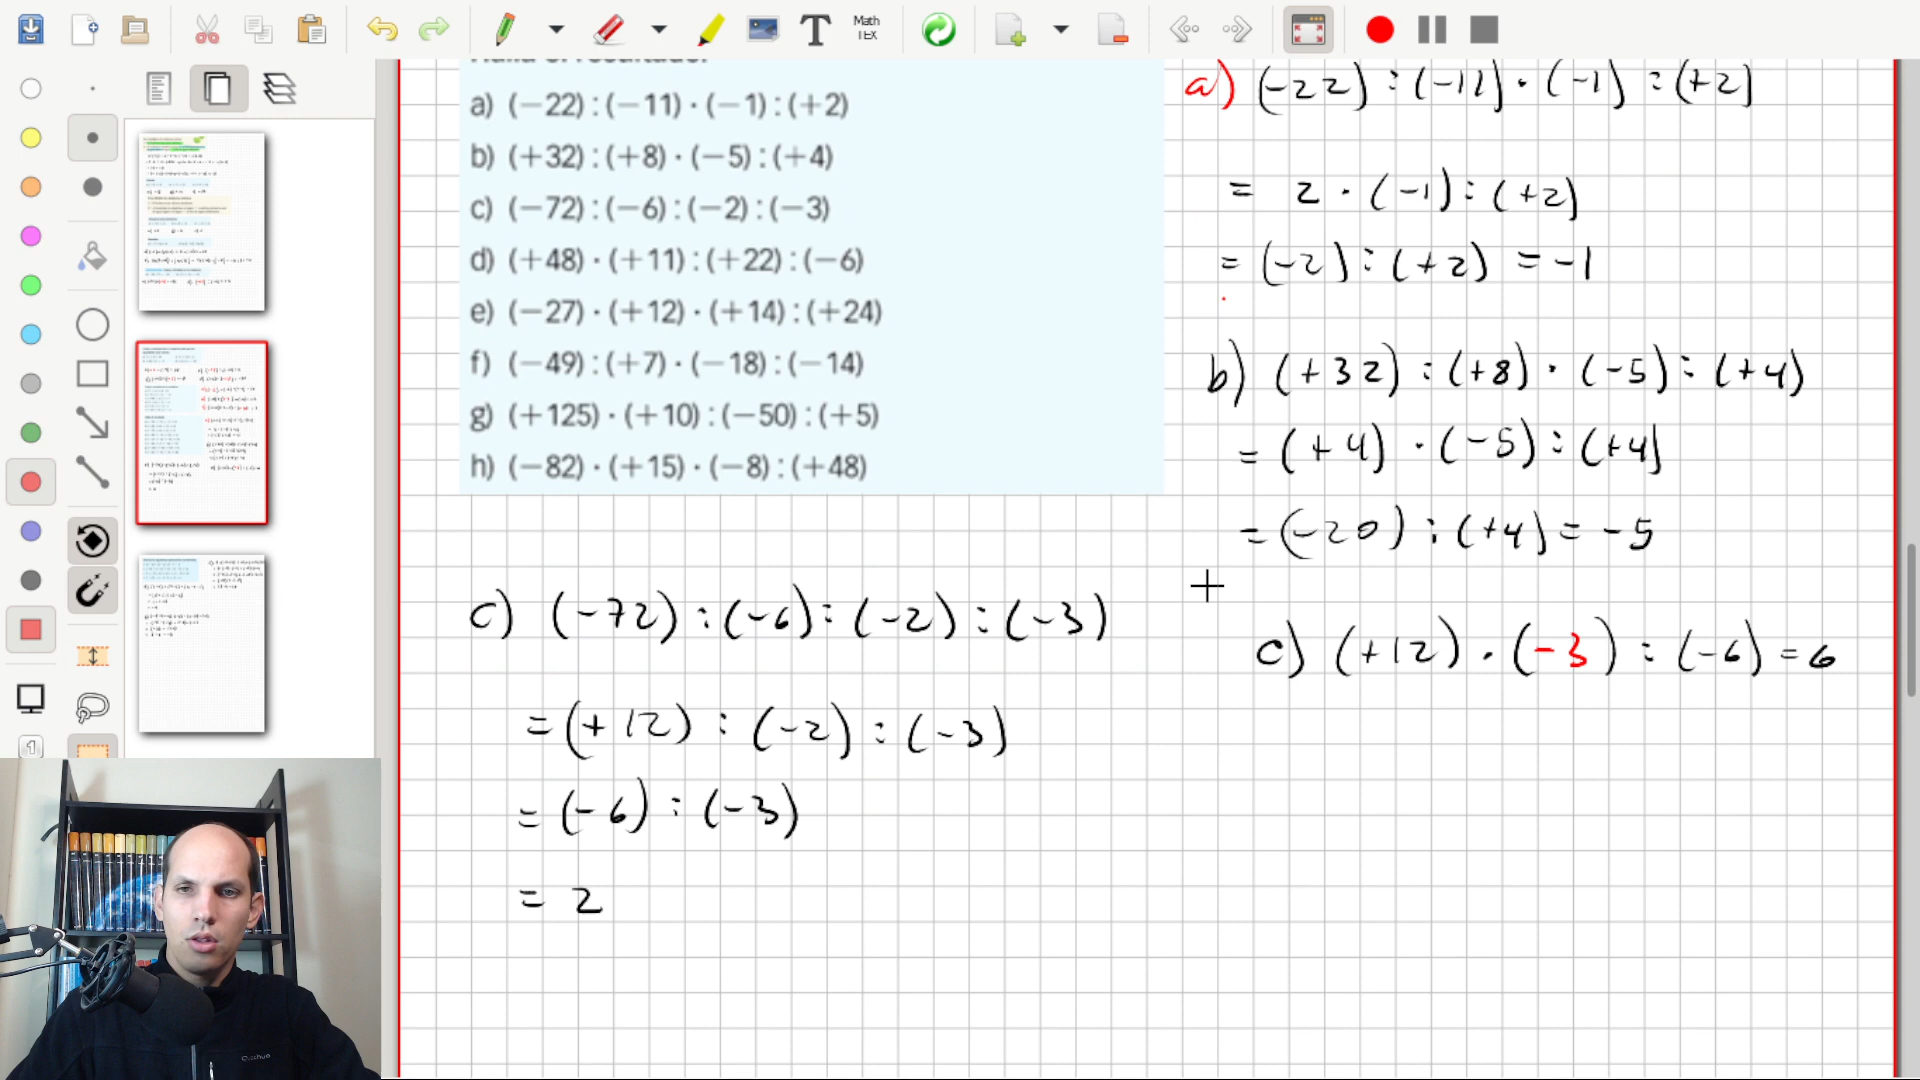 Math
TEX
a) (−22) : (−11) · (−1) : (+2)
b) (+32) : (+8) · (−5) : (+4)
c) (−72) : (−6) : (−2) : (−3)
d) (+48) · (+11) : (+22) : (−6)
e) (−27) · (+12) · (+14) : (+24)
f) (−49) : (+7) · (−18) : (−14)
g) (+125) · (+10) : (−50) : (+5)
h) (−82) · (+15) · (−8) : (+48)
a) (−22) : (−11) · (−1) : (+2)
= 2 · (−1) : (+2)
= (−2) : (+2) = −1
b) (+32) : (+8) · (−5) : (+4)
= (+4) · (−5) : (+4)
= (−20) : (+4) = −5
c) (−72) : (−6) : (−2) : (−3)
= (+12) : (−2) : (−3)
= (−6) : (−3)
= 2
c) (+12) · (−3) : (−6) = 6
1